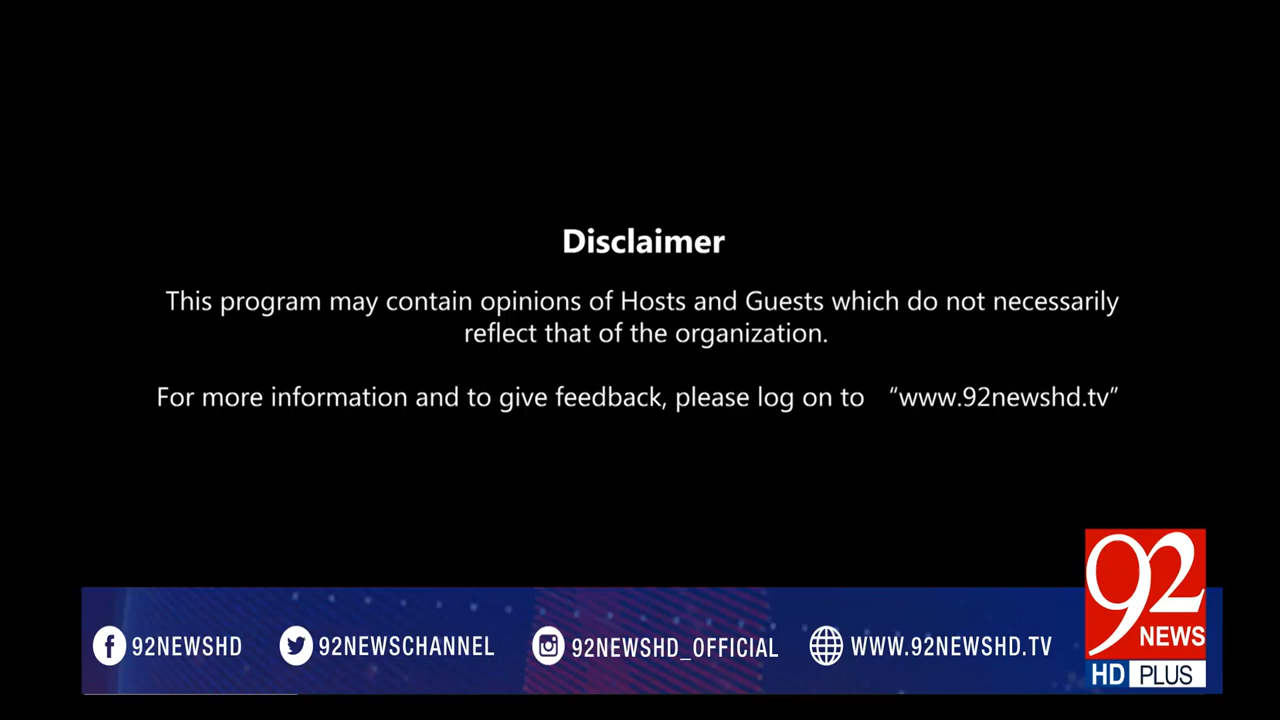 Disclaimer
This program may contain opinions of Hosts and Guests which do not necessarily
reflect that of the organization.
For more information and to give feedback, please log on to “www.92newshd.tv”
92NEWSHD
92NEWSCHANNEL
92NEWSHD_OFFICIAL
WWW.92NEWSHD.TV
92
NEWS
HD PLUS